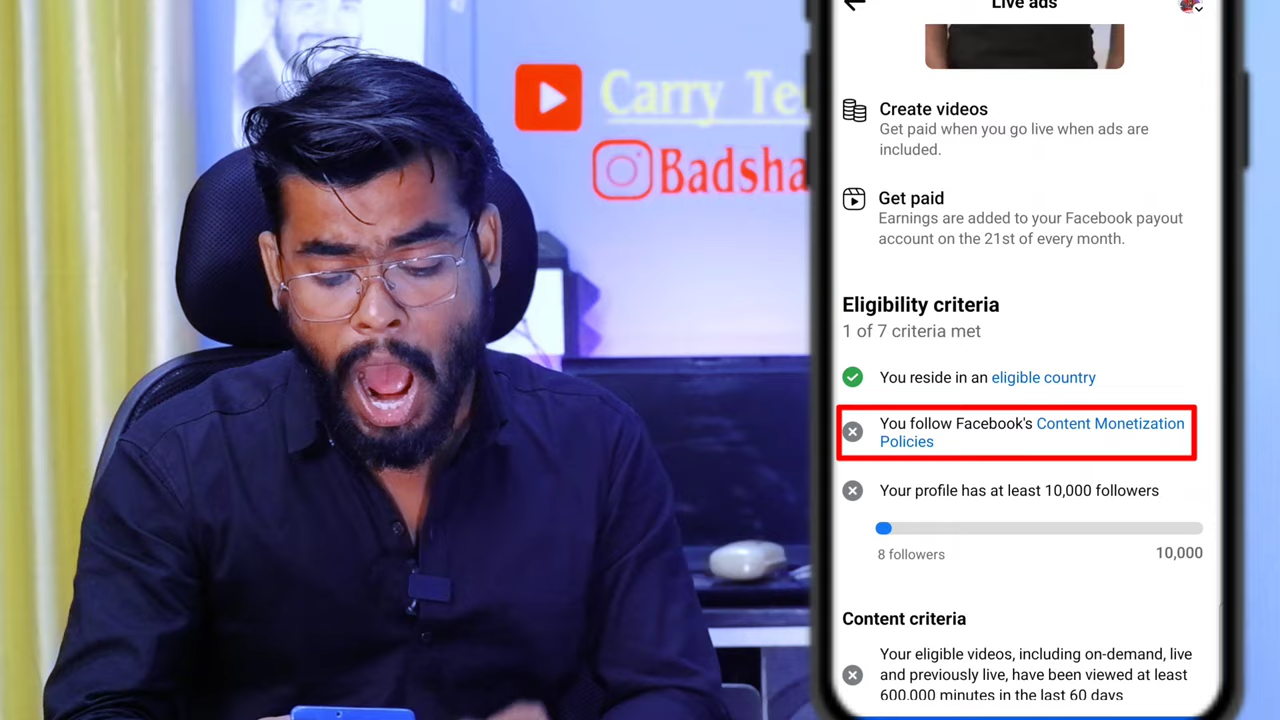 Carry Te
Badsha
Live ads
Create videos
Get paid when you go live when ads are
included.
Get paid
Earnings are added to your Facebook payout
account on the 21st of every month.
Eligibility criteria
1 of 7 criteria met
You reside in an eligible country
You follow Facebook's Content Monetization
Policies
Your profile has at least 10,000 followers
8 followers
10,000
Content criteria
Your eligible videos, including on-demand, live
and previously live, have been viewed at least
600,000 minutes in the last 60 days